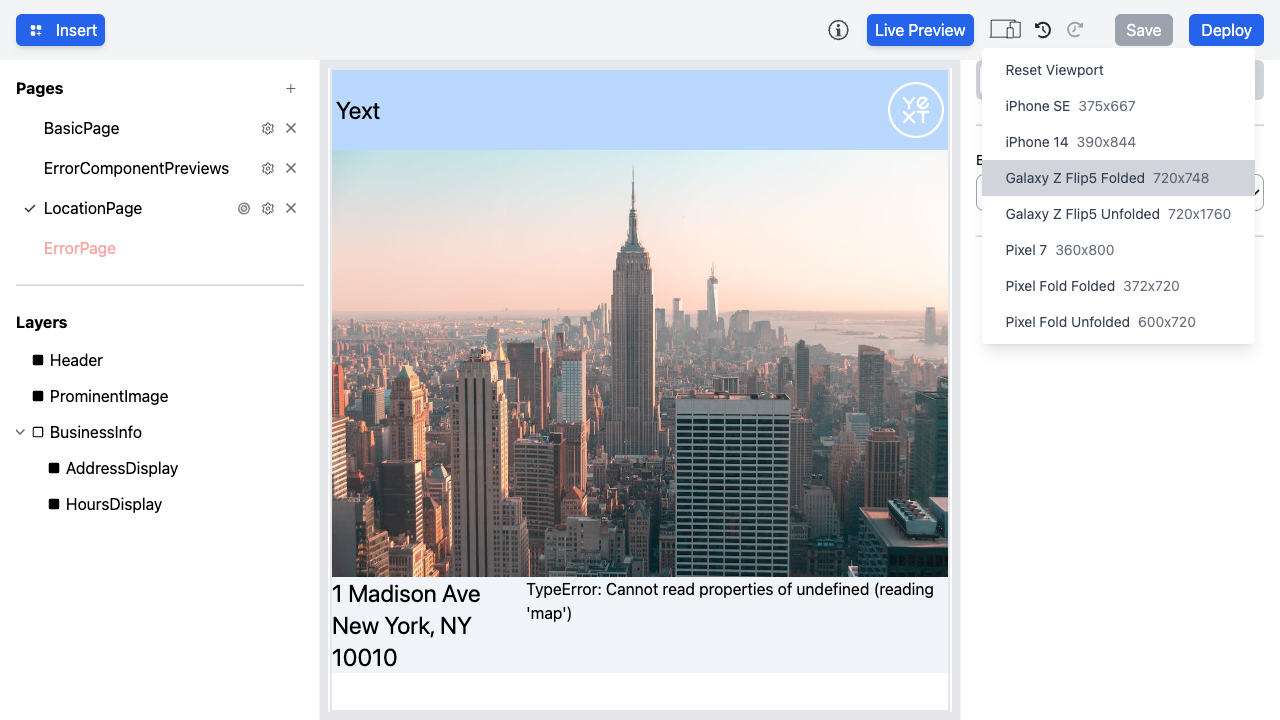 Insert
Live Preview
Save
Deploy
Pages
BasicPage
ErrorComponentPreviews
LocationPage
ErrorPage
Layers
Header
ProminentImage
BusinessInfo
AddressDisplay
HoursDisplay
Yext
YeXT
1 Madison Ave
New York, NY
10010
TypeError: Cannot read properties of undefined (reading
'map')
Reset Viewport
iPhone SE 375x667
iPhone 14 390x844
Galaxy Z Flip5 Folded 720x748
Galaxy Z Flip5 Unfolded 720x1760
Pixel 7 360x800
Pixel Fold Folded 372x720
Pixel Fold Unfolded 600x720